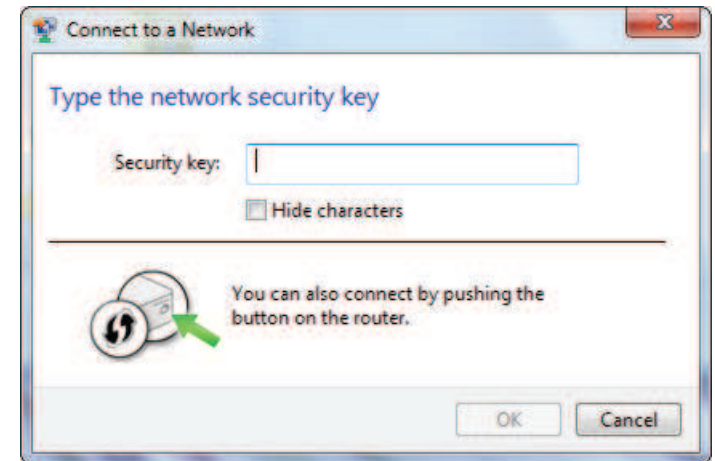 Connect to a Network
Type the network security key
Security key:
Hide characters
You can also connect by pushing the
button on the router.
OK
Cancel